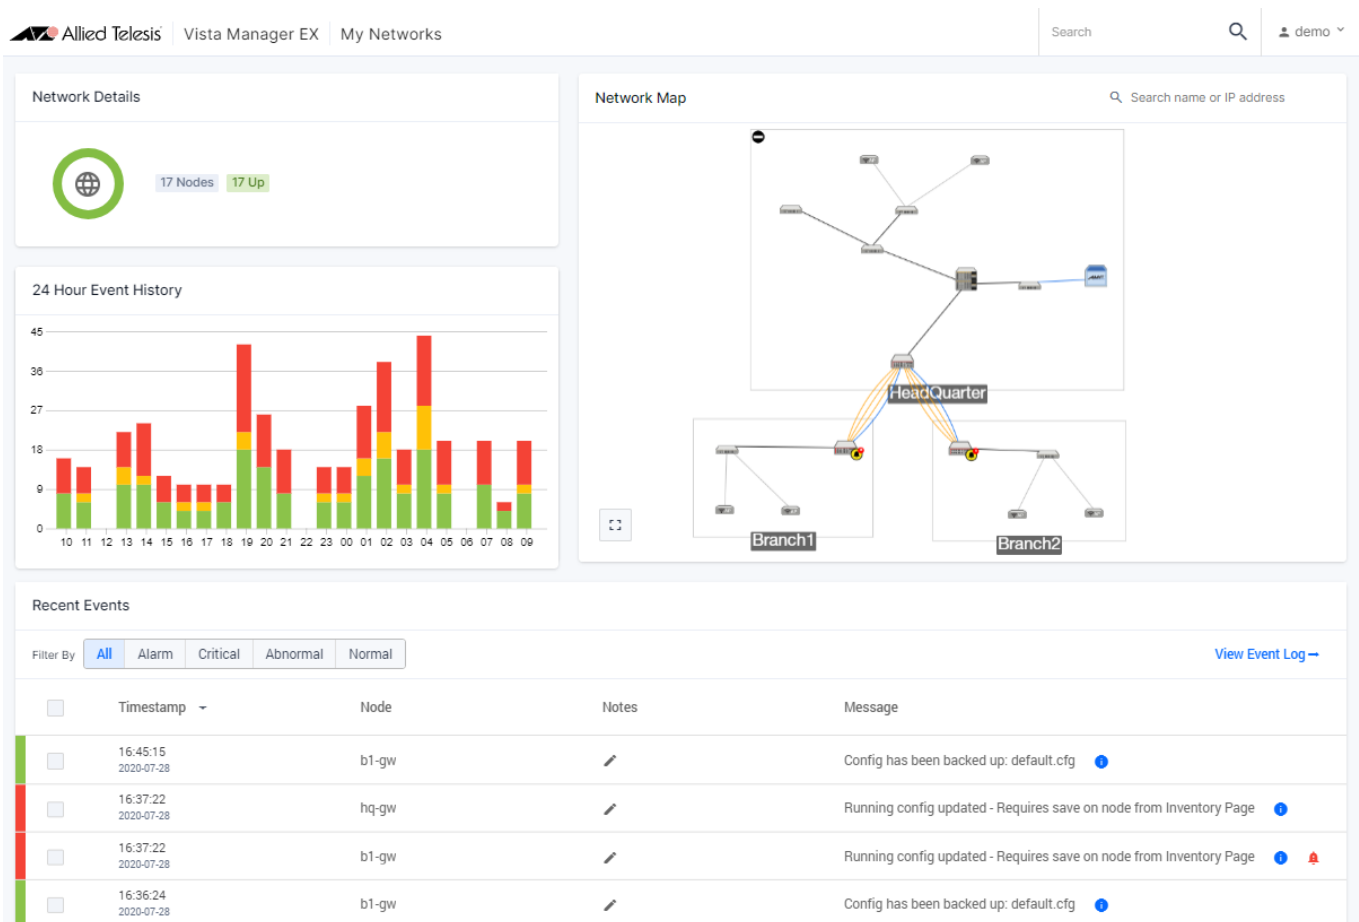 Allied Telesis Vista Manager EX My Networks Search demo
Network Details
17 Nodes 17 Up
24 Hour Event History
45
36
27
18
9
0
10 11 12 13 14 15 16 17 18 19 20 21 22 23 00 01 02 03 04 05 06 07 08 09
Network Map Search name or IP address
HeadQuarter
Branch1
Branch2
Recent Events
Filter By All Alarm Critical Abnormal Normal View Event Log
Timestamp Node Notes Message
16:45:15
2020-07-28
b1-gw Config has been backed up: default.cfg
16:37:22
2020-07-28
hq-gw Running config updated - Requires save on node from Inventory Page
16:37:22
2020-07-28
b1-gw Running config updated - Requires save on node from Inventory Page
16:36:24
2020-07-28
b1-gw Config has been backed up: default.cfg